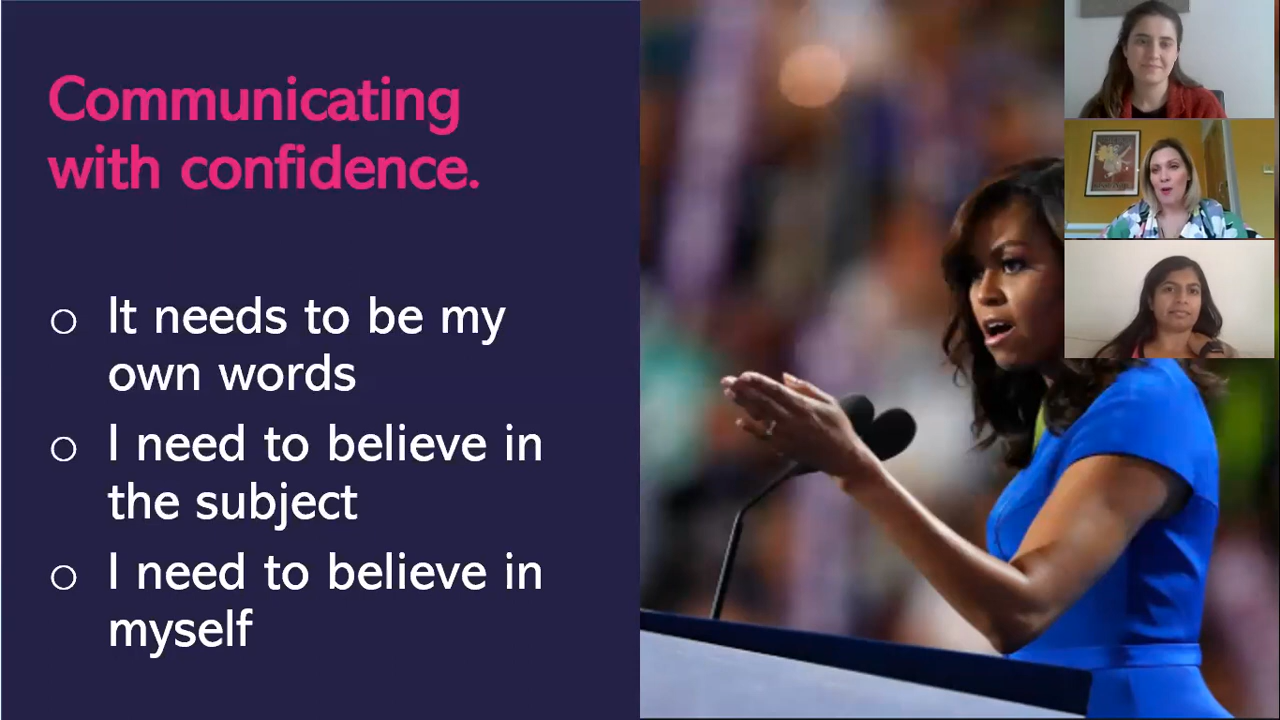 Communicating
with confidence.
It needs to be my
own words
I need to believe in
the subject
I need to believe in
myself